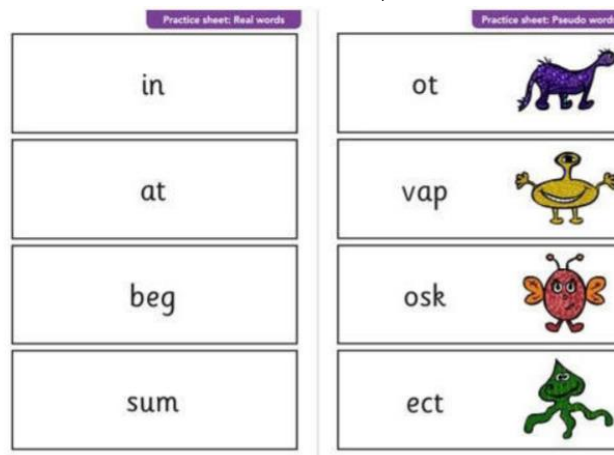 Practice sheet: Real words
in
at
beg
sum
Practice sheet: Pseudo words
ot
vap
osk
ect